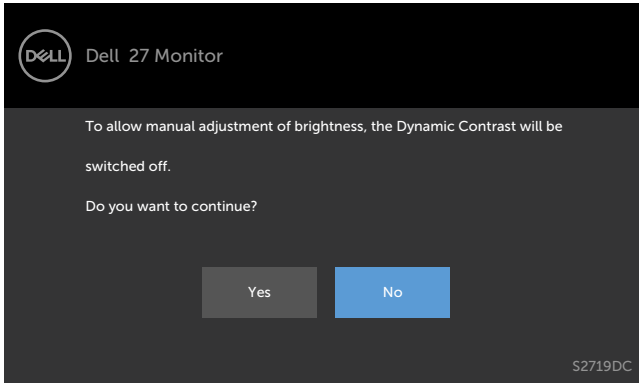 DELL Dell 27 Monitor
To allow manual adjustment of brightness, the Dynamic Contrast will be
switched off.
Do you want to continue?
Yes No
S2719DC